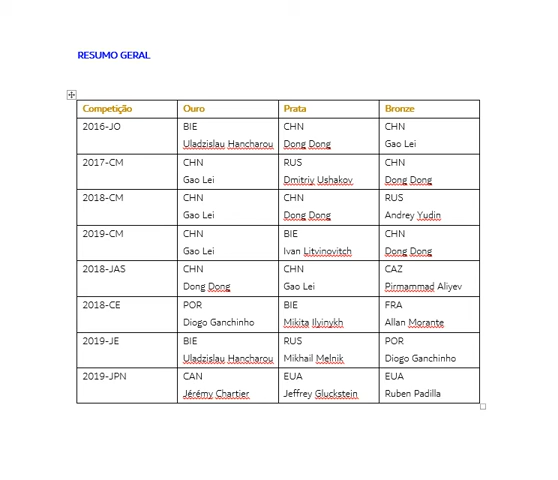 RESUMO GERAL
Competição Ouro Prata Bronze
2016-JO BIE CHN CHN
Uladzislau Hancharou Dong Dong Gao Lei
2017-CM CHN RUS CHN
Gao Lei Dmitriy Ushakov Dong Dong
2018-CM CHN CHN RUS
Gao Lei Dong Dong Andrey Yudin
2019-CM CHN BIE CHN
Gao Lei Ivan Litvinovitch Dong Dong
2018-JAS CHN CHN CAZ
Dong Dong Gao Lei Pirmammad Aliyev
2018-CE POR BIE FRA
Diogo Ganchinho Mikita Ilyinykh Allan Morante
2019-JE BIE RUS POR
Uladzislau Hancharou Mikhail Melnik Diogo Ganchinho
2019-JPN CAN EUA EUA
Jérémy Chartier Jeffrey Gluckstein Ruben Padilla